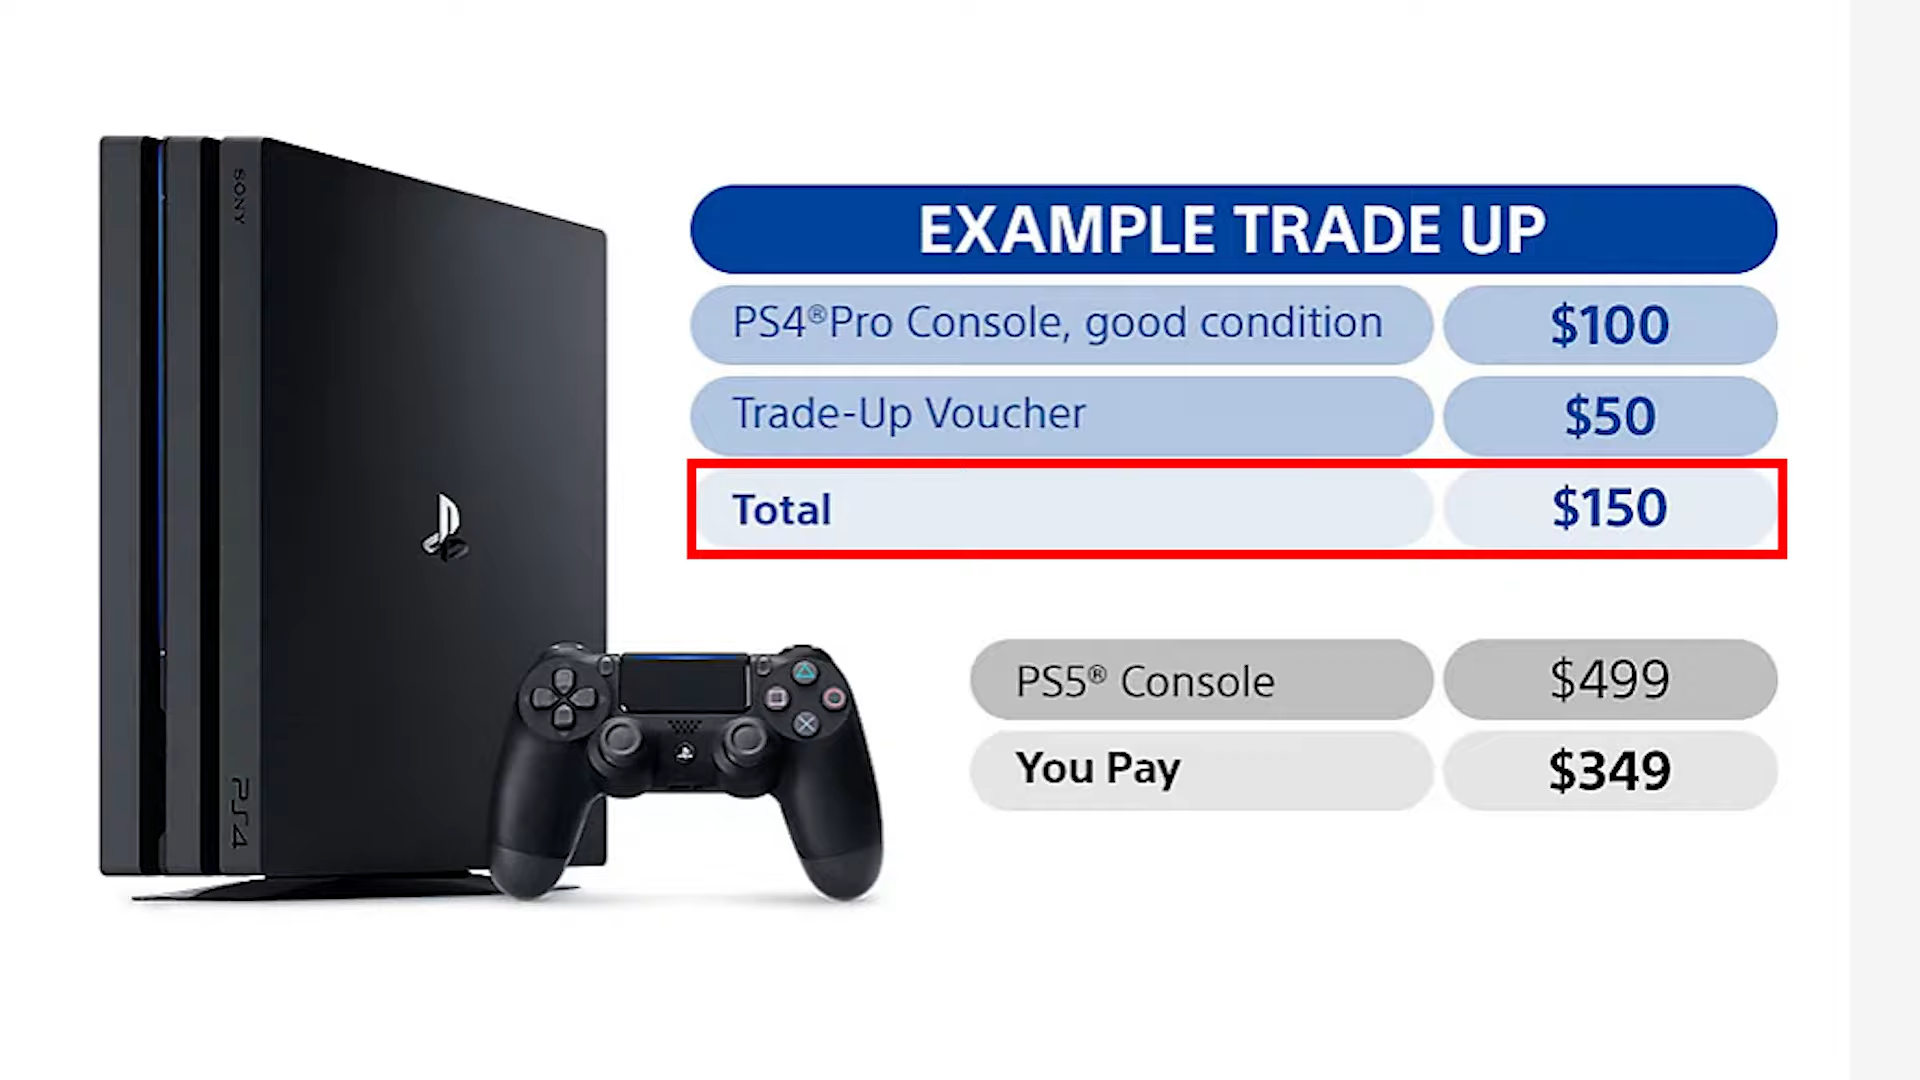 SONY
PS4
EXAMPLE TRADE UP
PS4®Pro Console, good condition $100
Trade-Up Voucher $50
Total $150
PS5® Console $499
You Pay $349